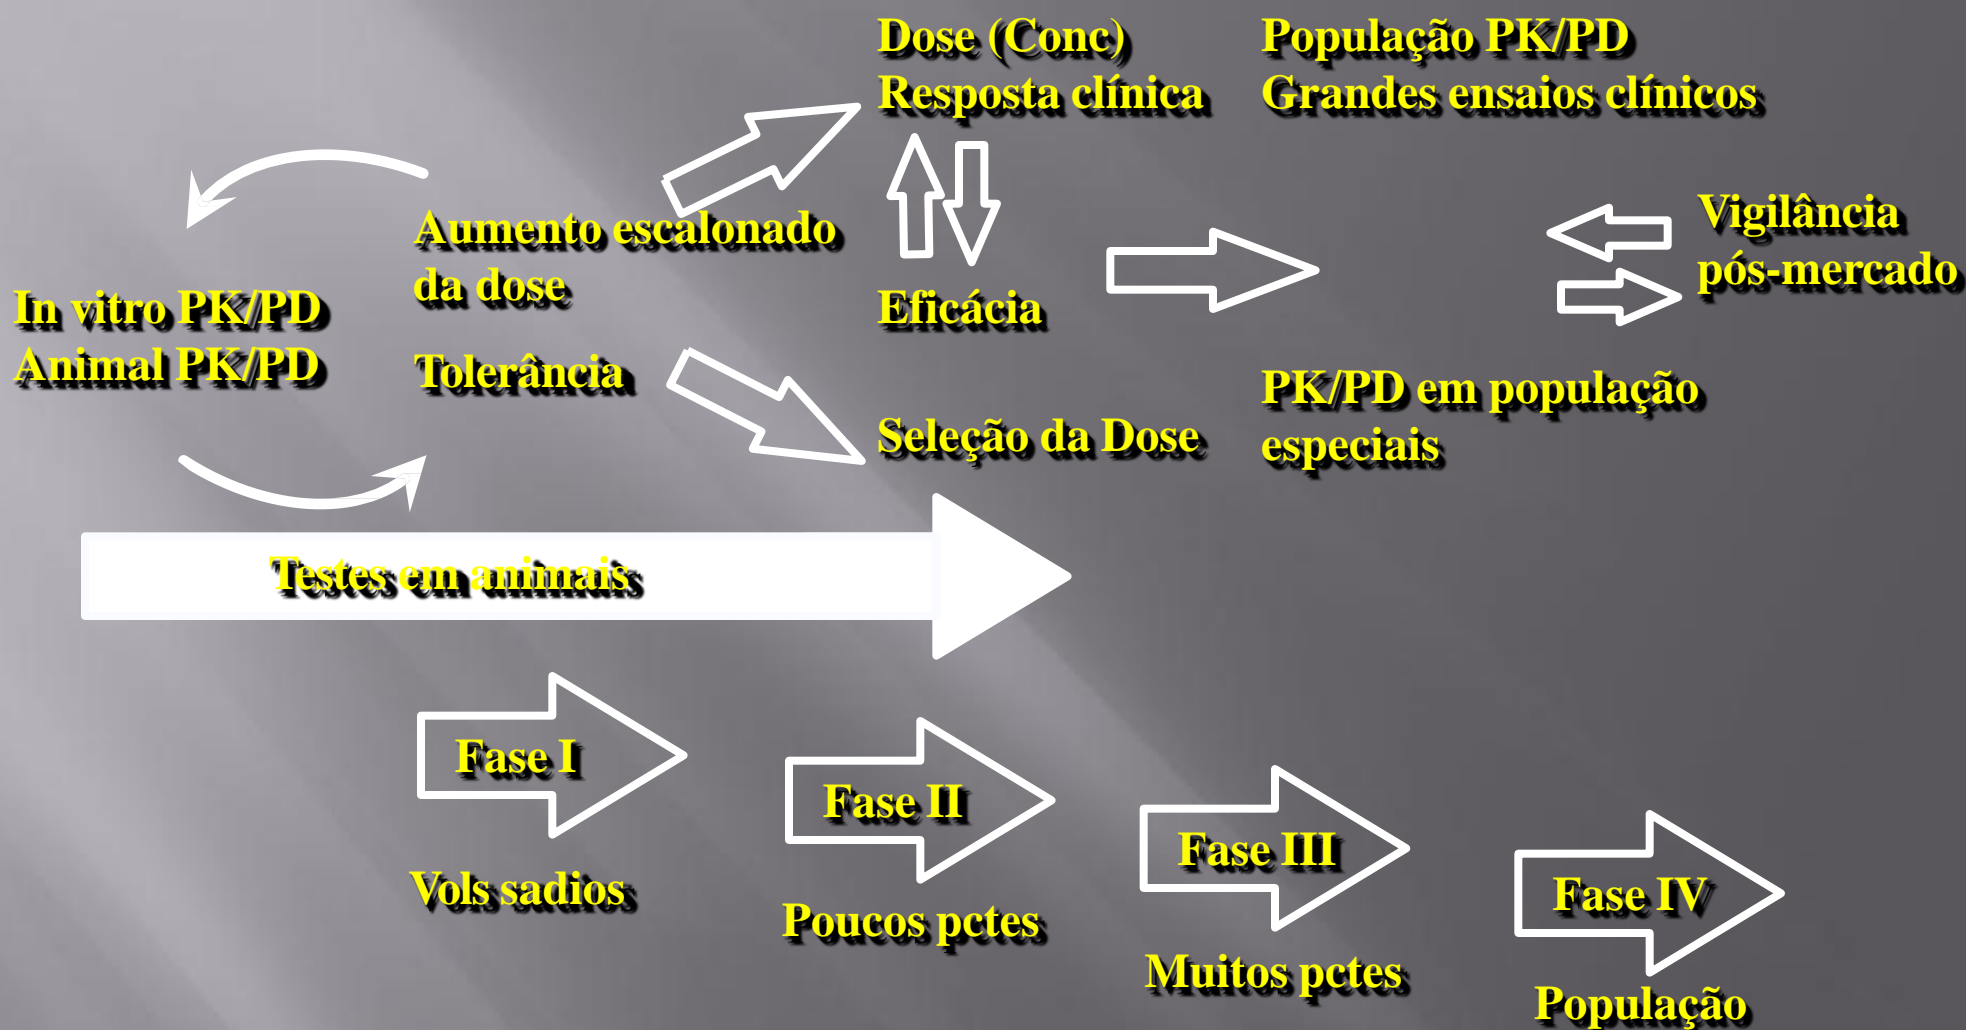 Dose (Conc)
Resposta clínica
População PK/PD
Grandes ensaios clínicos
Aumento escalonado
da dose
Vigilância
pós-mercado
In vitro PK/PD
Animal PK/PD
Eficácia
Tolerância
PK/PD em população
especiais
Seleção da Dose
Testes em animais
Fase I
Vols sadios
Fase II
Poucos pctes
Fase III
Muitos pctes
Fase IV
População